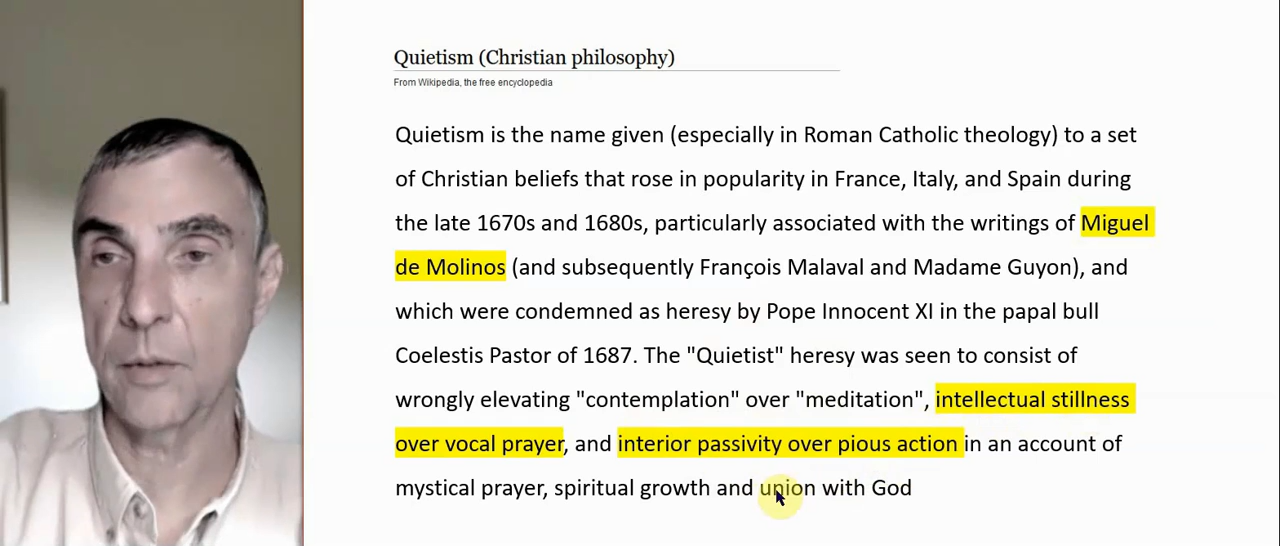 Quietism (Christian philosophy)
From Wikipedia, the free encyclopedia
Quietism is the name given (especially in Roman Catholic theology) to a set
of Christian beliefs that rose in popularity in France, Italy, and Spain during
the late 1670s and 1680s, particularly associated with the writings of Miguel
de Molinos (and subsequently François Malaval and Madame Guyon), and
which were condemned as heresy by Pope Innocent XI in the papal bull
Coelestis Pastor of 1687. The "Quietist" heresy was seen to consist of
wrongly elevating "contemplation" over "meditation", intellectual stillness
over vocal prayer, and interior passivity over pious action in an account of
mystical prayer, spiritual growth and union with God